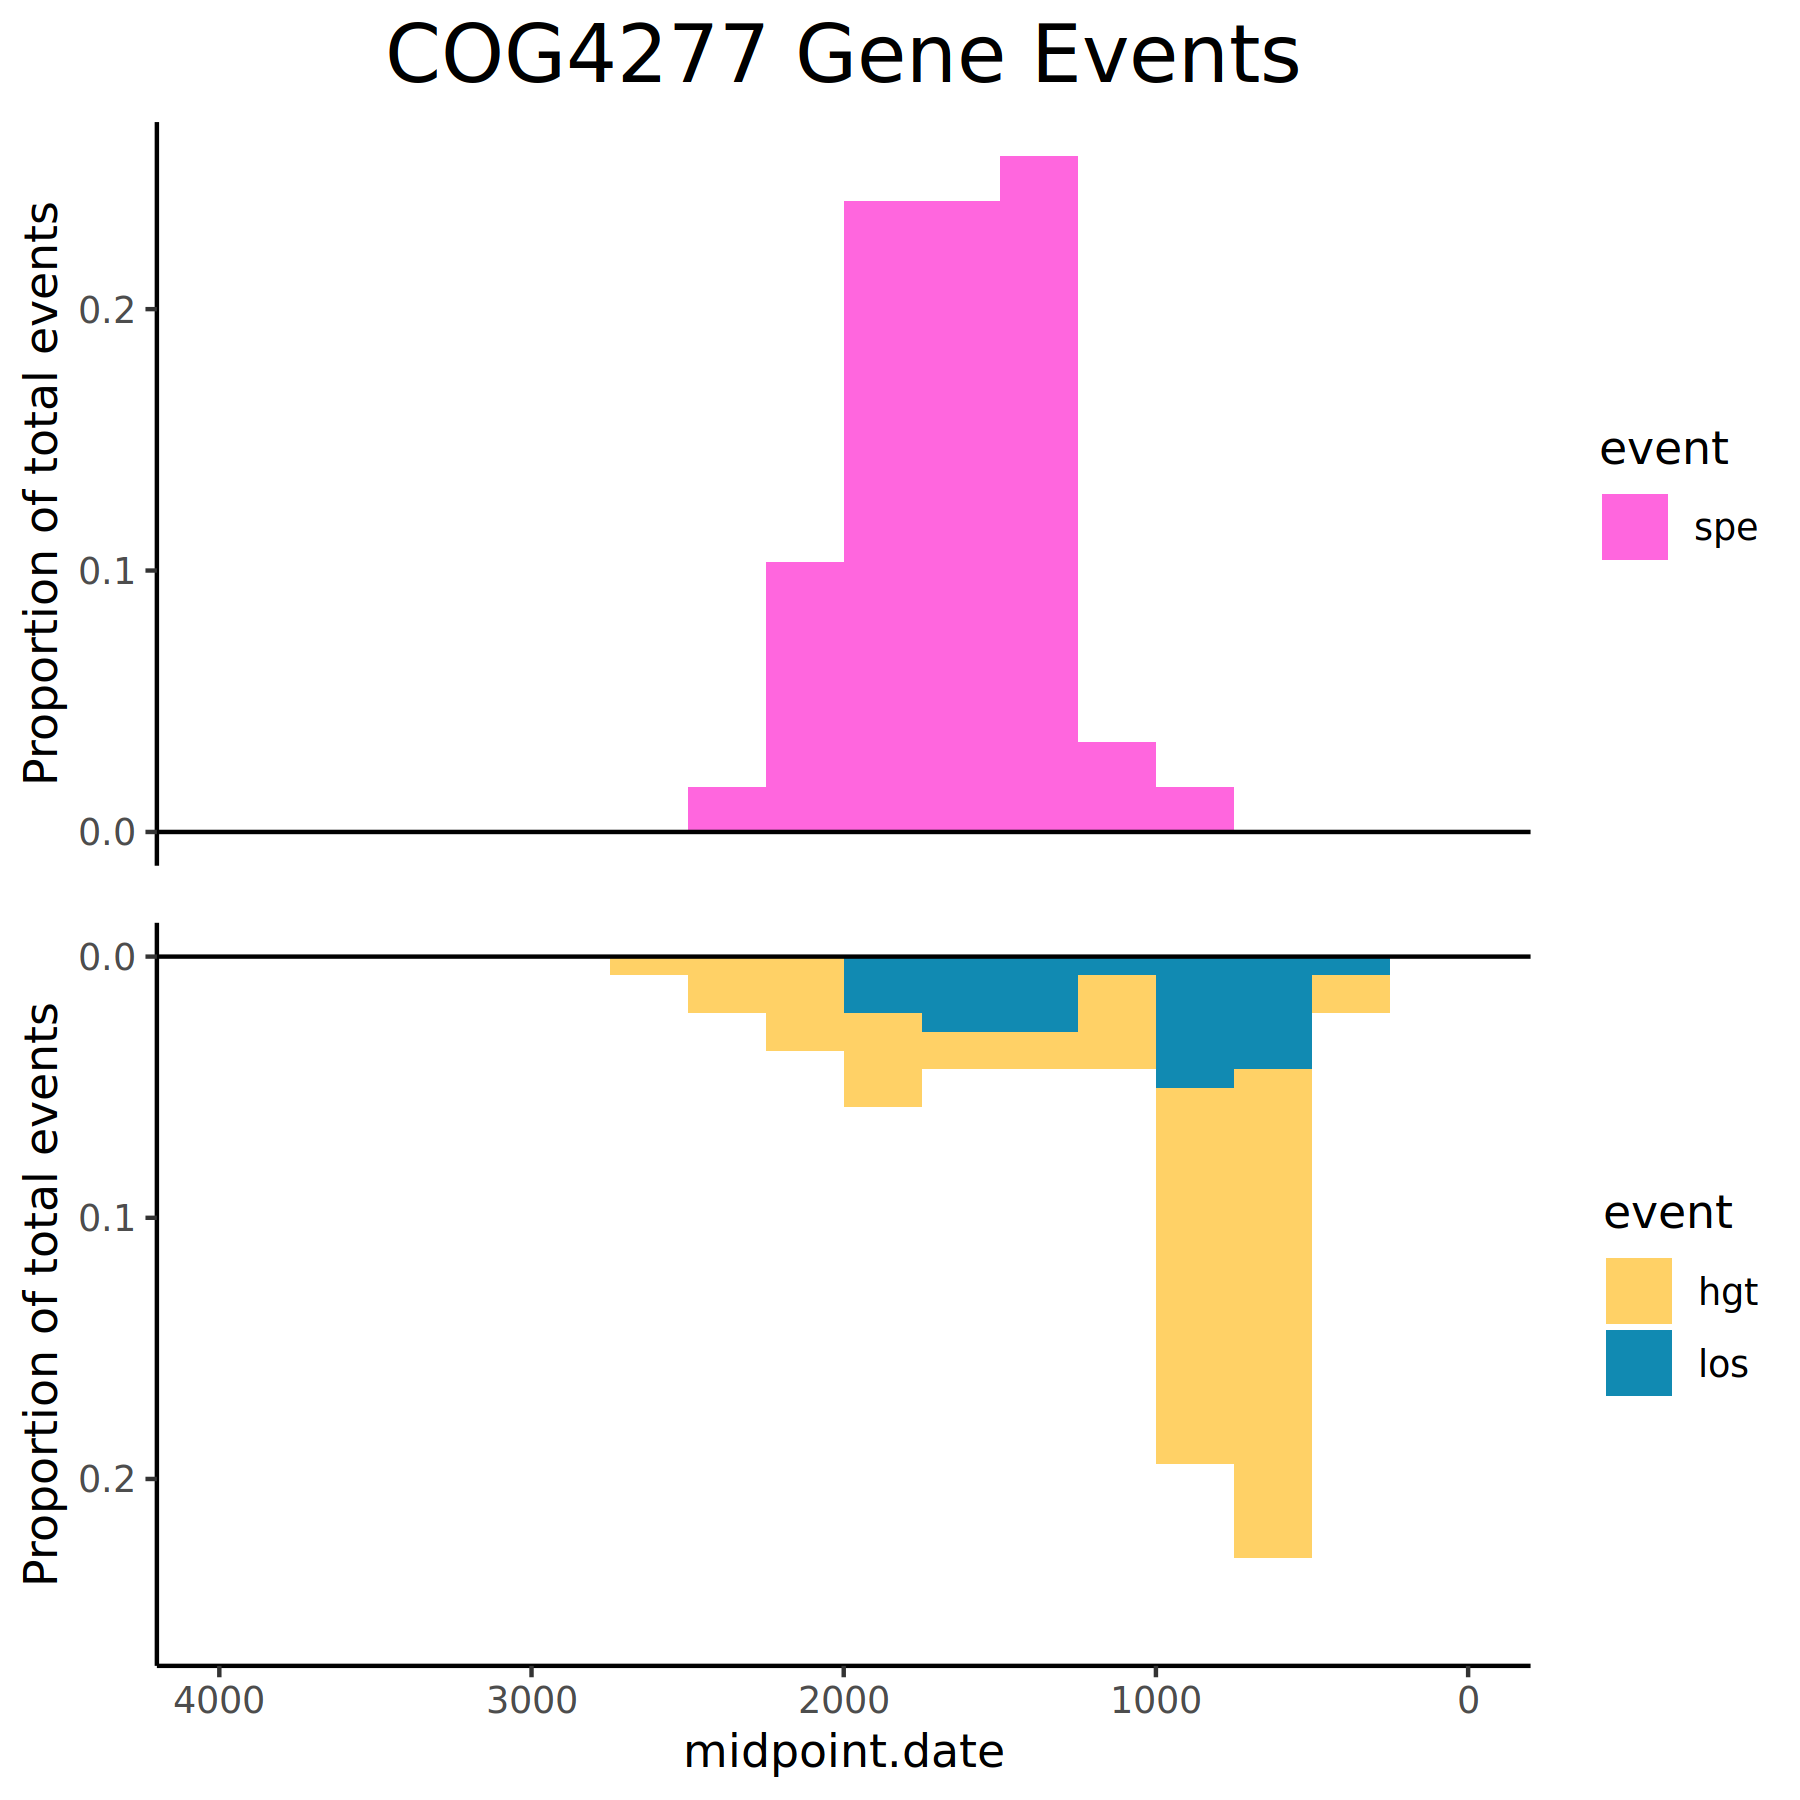 COG4277 Gene Events
Proportion of total events
0.2
0.1
0.0
event
spe
Proportion of total events
0.0
0.1
0.2
event
hgt
los
4000 3000 2000 1000 0
midpoint.date